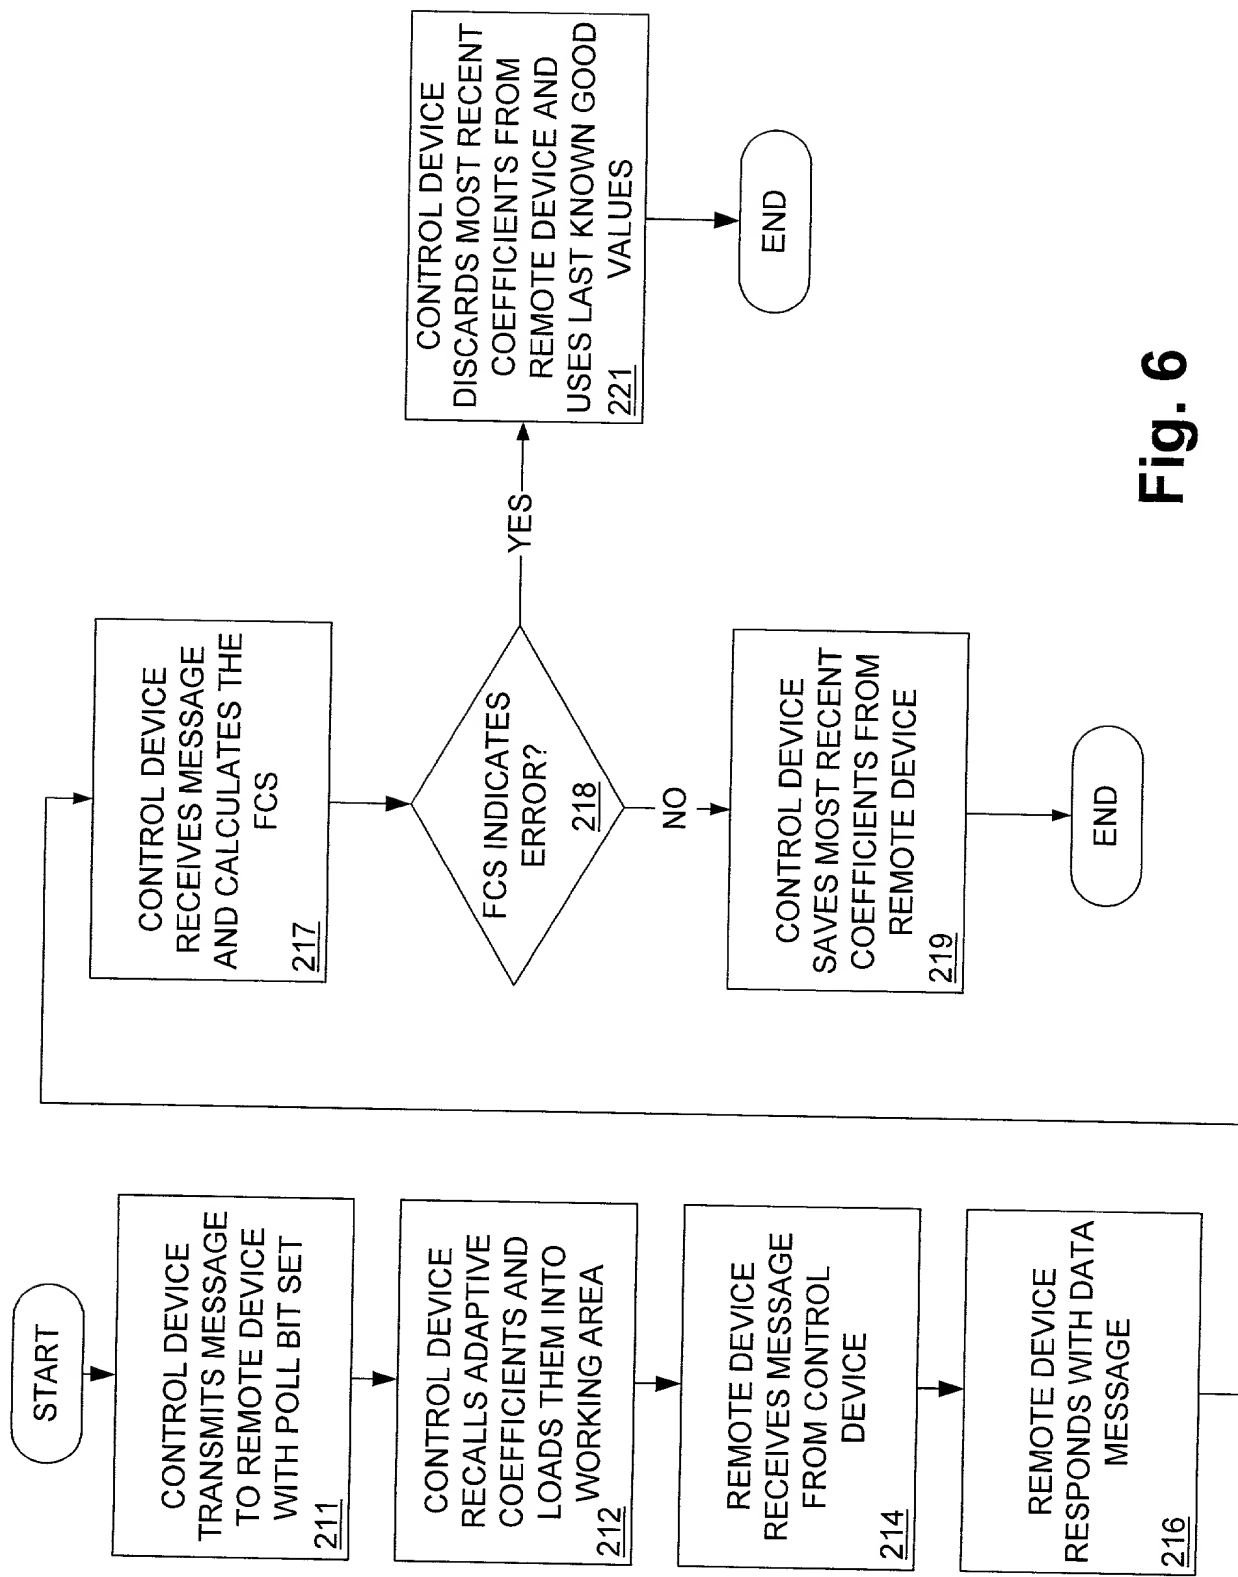 START
CONTROL DEVICE
TRANSMITS MESSAGE
TO REMOTE DEVICE
WITH POLL BIT SET
211
CONTROL DEVICE
RECALLS ADAPTIVE
COEFFICIENTS AND
LOADS THEM INTO
WORKING AREA
212
REMOTE DEVICE
RECEIVES MESSAGE
FROM CONTROL
DEVICE
214
REMOTE DEVICE
RESPONDS WITH DATA
MESSAGE
216
CONTROL DEVICE
RECEIVES MESSAGE
AND CALCULATES THE
FCS
217
FCS INDICATES
ERROR?
218
YES
NO
CONTROL DEVICE
SAVES MOST RECENT
COEFFICIENTS FROM
REMOTE DEVICE
219
END
CONTROL DEVICE
DISCARDS MOST RECENT
COEFFICIENTS FROM
REMOTE DEVICE AND
USES LAST KNOWN GOOD
VALUES
221
END
Fig. 6